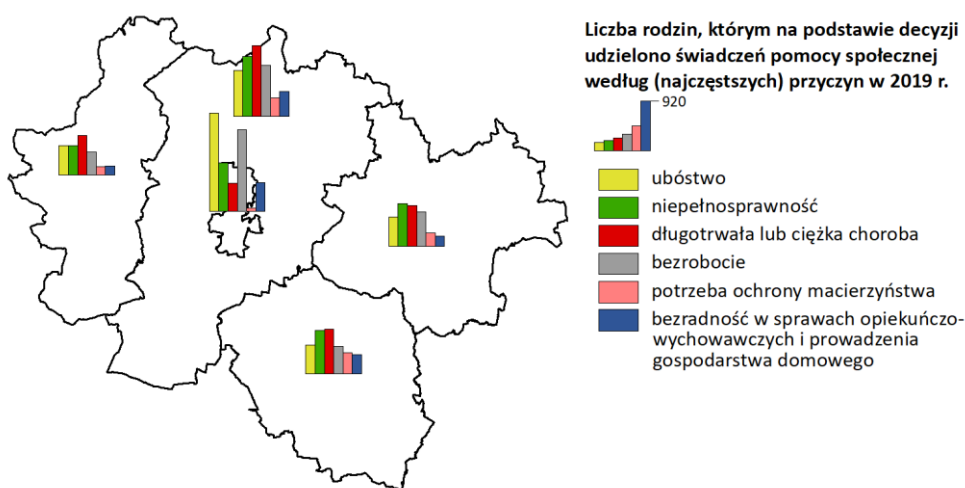 Liczba rodzin, którym na podstawie decyzji
udzielono świadczeń pomocy społecznej
według (najczęstszych) przyczyn w 2019 r.
920
ubóstwo
niepełnosprawność
długotrwała lub ciężka choroba
bezrobocie
potrzeba ochrony macierzyństwa
bezradność w sprawach opiekuńczo-
wychowawczych i prowadzenia
gospodarstwa domowego